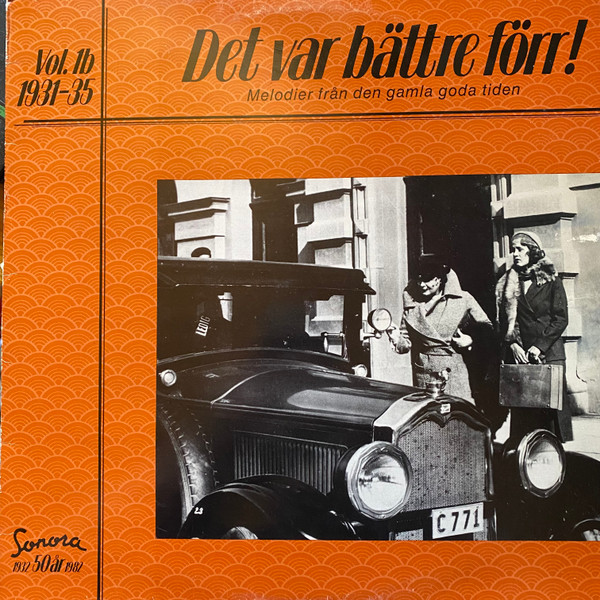 Det var bättre förr!
Melodier från den gamla goda tiden
Vol. 1b
1931-35
LEDIG
C 771
Sonora
1932 50 år 1982